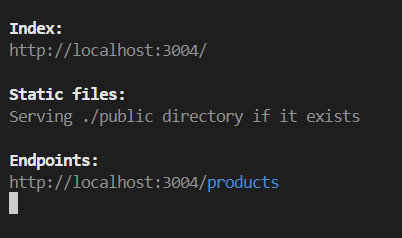 Index:
http://localhost:3004/
Static files:
Serving ./public directory if it exists
Endpoints:
http://localhost:3004/products